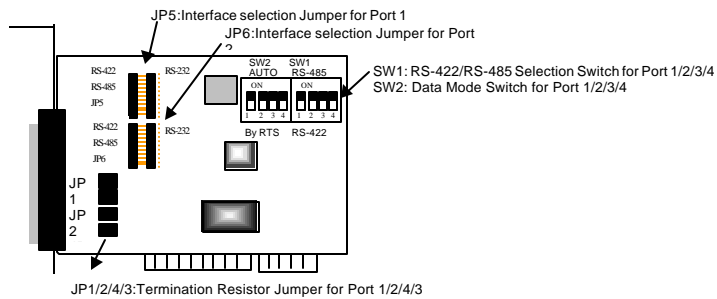 JP5:Interface selection Jumper for Port 1
JP6:Interface selection Jumper for Port
RS-422
RS-485
JP5
RS-232
RS-422
RS-485
JP6
RS-232
SW2
AUTO
SW1
RS-485
ON
1 2 3 4
ON
1 2 3 4
By RTS
RS-422
SW1: RS-422/RS-485 Selection Switch for Port 1/2/3/4
SW2: Data Mode Switch for Port 1/2/3/4
JP
1
JP
2
JP1/2/4/3:Termination Resistor Jumper for Port 1/2/4/3